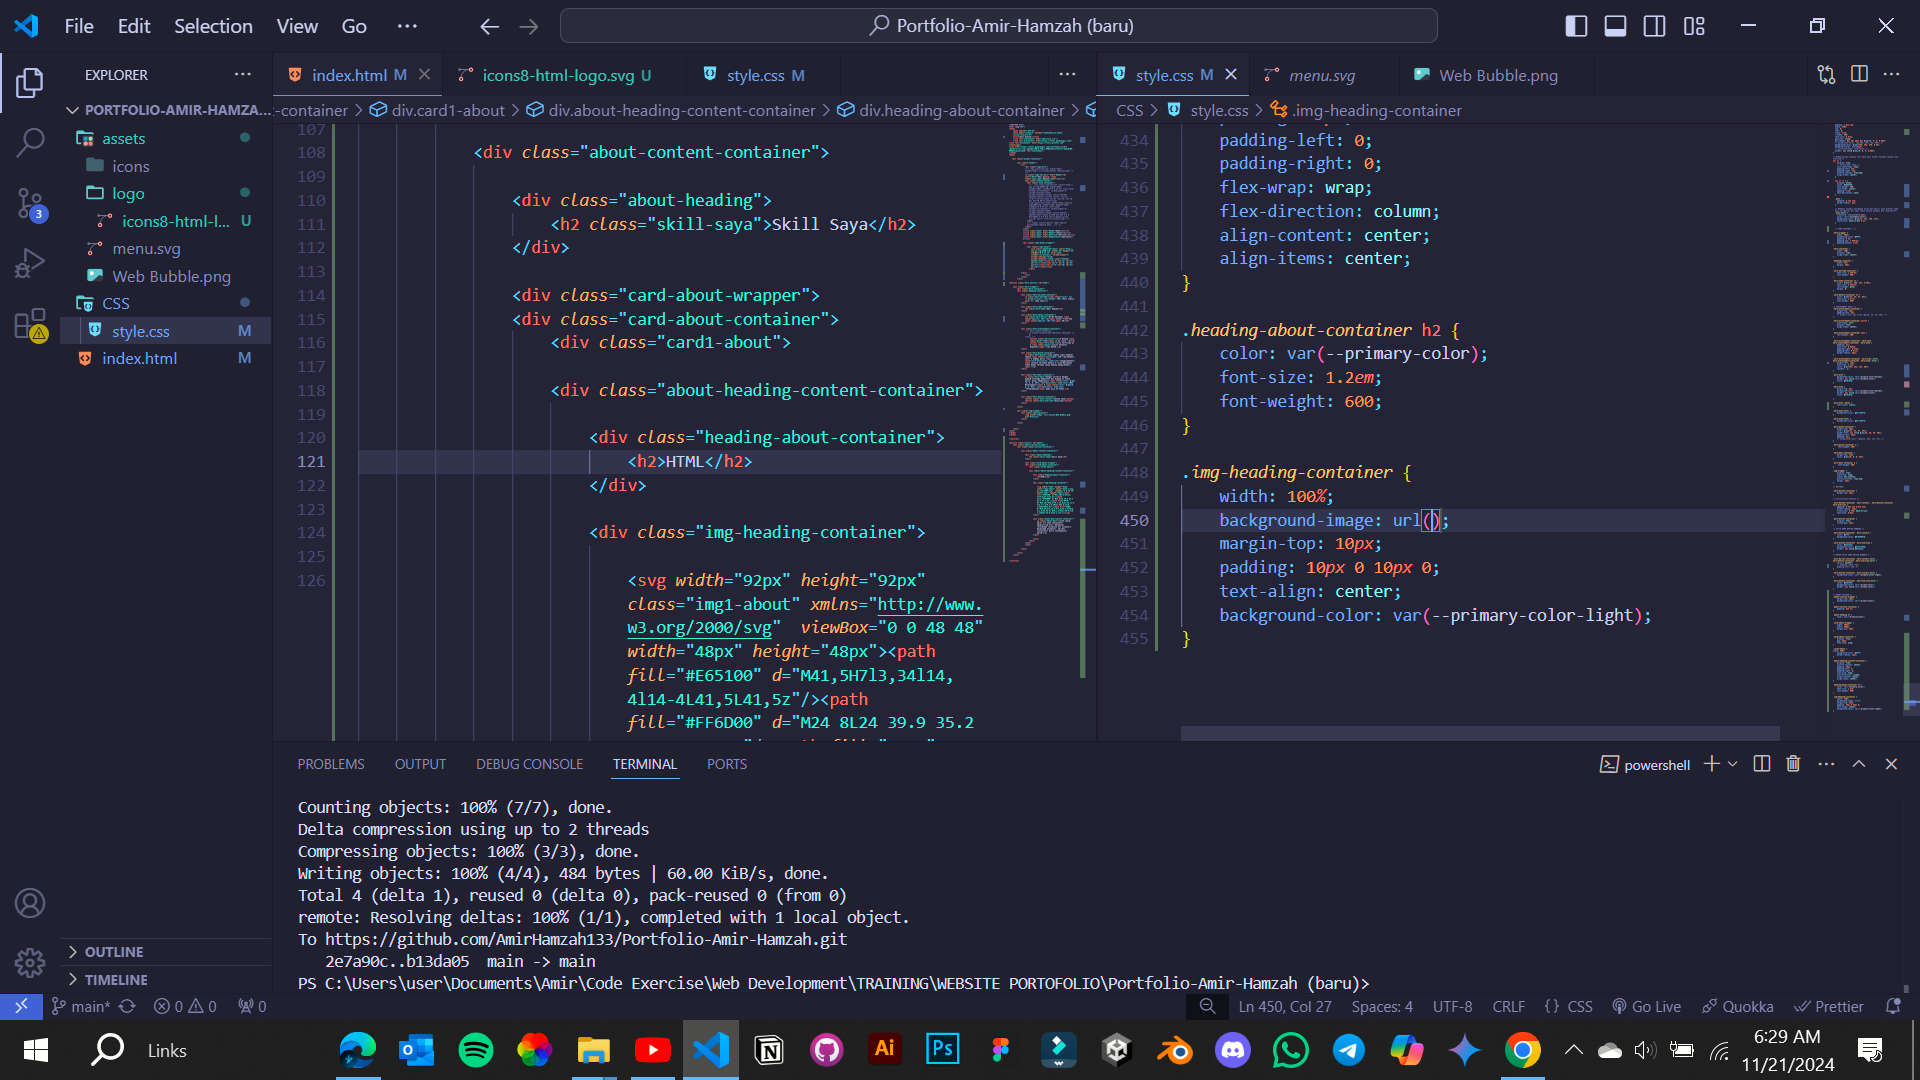 File Edit Selection View Go ··· Portfolio-Amir-Hamzah (baru)
EXPLORER ···
PORTFOLIO-AMIR-HAMZA...
assets
icons
logo
icons8-html-l... U
menu.svg
Web Bubble.png
CSS
style.css M
index.html M
OUTLINE
TIMELINE
3
index.html M
icons8-html-logo.svg U
style.css M
t-container > div.card1-about > div.about-heading-content-container > div.heading-about-container >
107
108 <div class="about-content-container">
109
110 <div class="about-heading">
111 <h2 class="skill-saya">Skill Saya</h2>
112 </div>
113
114 <div class="card-about-wrapper">
115 <div class="card-about-container">
116 <div class="card1-about">
117
118 <div class="about-heading-content-container">
119
120 <div class="heading-about-container">
121 <h2>HTML</h2>
122 </div>
123
124 <div class="img-heading-container">
125
126 <svg width="92px" height="92px"
class="img1-about" xmlns="http://www.
w3.org/2000/svg"  viewBox="0 0 48 48"
width="48px" height="48px"><path
fill="#E65100" d="M41,5H7l3,34l14,
4l14-4L41,5L41,5z"/><path
fill="#FF6D00" d="M24 8L24 39.9 35.2
style.css M
menu.svg
Web Bubble.png
CSS > style.css > .img-heading-container
434 padding-left: 0;
435 padding-right: 0;
436 flex-wrap: wrap;
437 flex-direction: column;
438 align-content: center;
439 align-items: center;
440 }
441
442 .heading-about-container h2 {
443 color: var(--primary-color);
444 font-size: 1.2em;
445 font-weight: 600;
446 }
447
448 .img-heading-container {
449 width: 100%;
450 background-image: url();
451 margin-top: 10px;
452 padding: 10px 0 10px 0;
453 text-align: center;
454 background-color: var(--primary-color-light);
455 }
PROBLEMS OUTPUT DEBUG CONSOLE TERMINAL PORTS
powershell
Counting objects: 100% (7/7), done.
Delta compression using up to 2 threads
Compressing objects: 100% (3/3), done.
Writing objects: 100% (4/4), 484 bytes | 60.00 KiB/s, done.
Total 4 (delta 1), reused 0 (delta 0), pack-reused 0 (from 0)
remote: Resolving deltas: 100% (1/1), completed with 1 local object.
To https://github.com/AmirHamzah133/Portfolio-Amir-Hamzah.git
2e7a90c..b13da05  main -> main
PS C:\Users\user\Documents\Amir\Code Exercise\Web Development\TRAINING\WEBSITE PORTOFOLIO\Portfolio-Amir-Hamzah (baru)>
main* 0 0 0 Ln 450, Col 27 Spaces: 4 UTF-8 CRLF {} CSS Go Live Quokka Prettier
Links Ai Ps
6:29 AM
11/21/2024